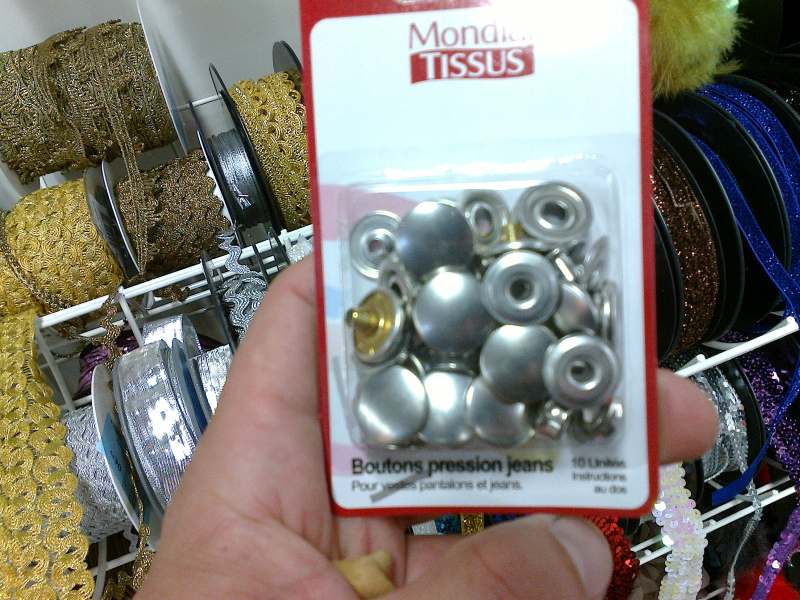 Mondial
TISSUS
Boutons pression jeans
Pour vestes pantalons et jeans.
10 Unités
Instructions
au dos